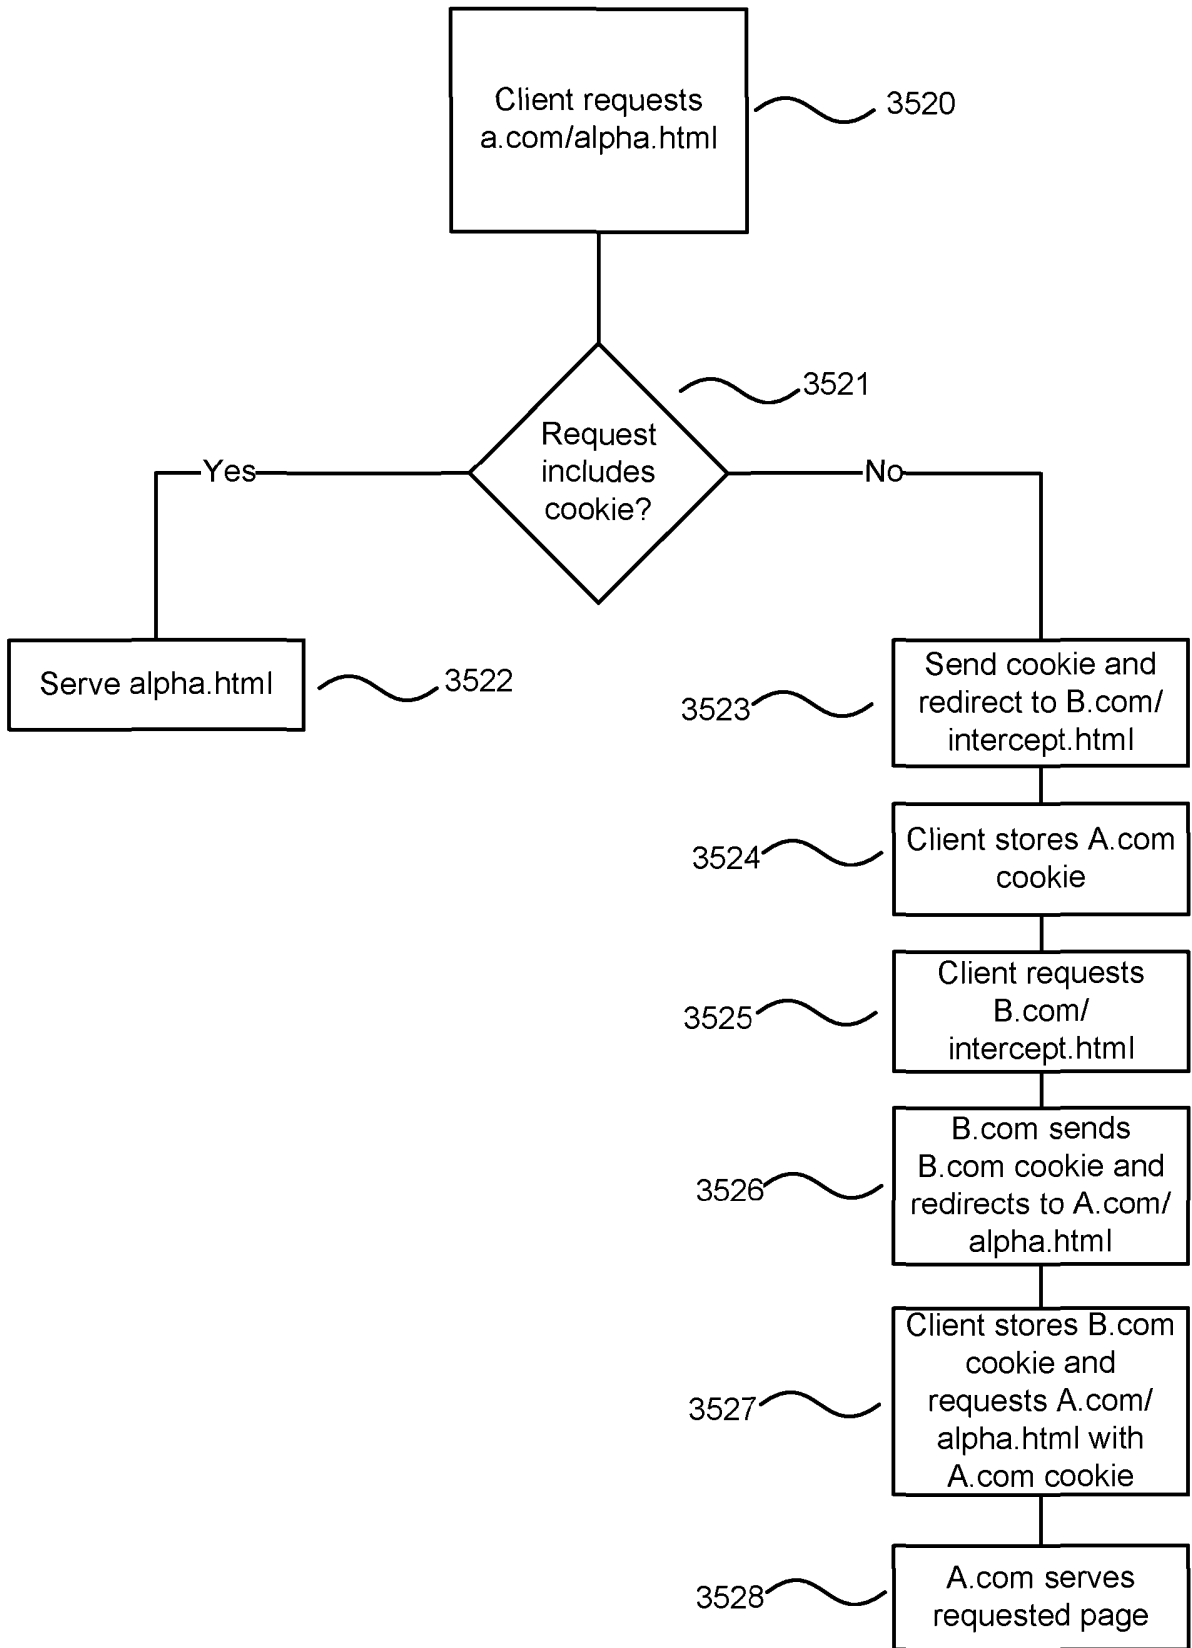 Client requests
a.com/alpha.html
3520
3521
Request
includes
cookie?
Yes
No
Serve alpha.html
3522
Send cookie and
redirect to B.com/
intercept.html
3523
Client stores A.com
cookie
3524
Client requests
B.com/
intercept.html
3525
B.com sends
B.com cookie and
redirects to A.com/
alpha.html
3526
Client stores B.com
cookie and
requests A.com/
alpha.html with
A.com cookie
3527
A.com serves
requested page
3528